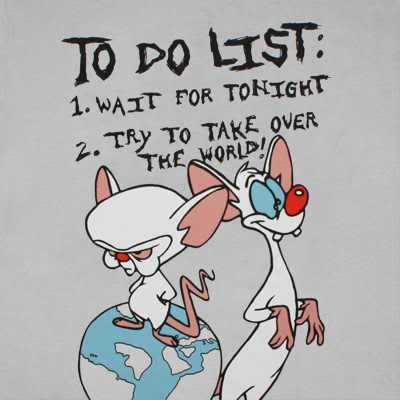 TO DO LIST:
1. WAIT FOR TONIGHT
2. TRY TO TAKE OVER
THE WORLD!